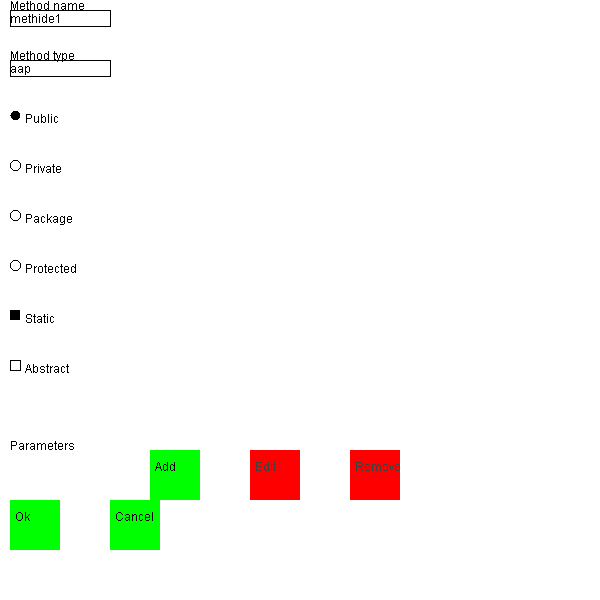 Method name
methide1
Method type
aap
Public
Private
Package
Protected
Static
Abstract
Parameters
Add Edit Remove
Ok Cancel